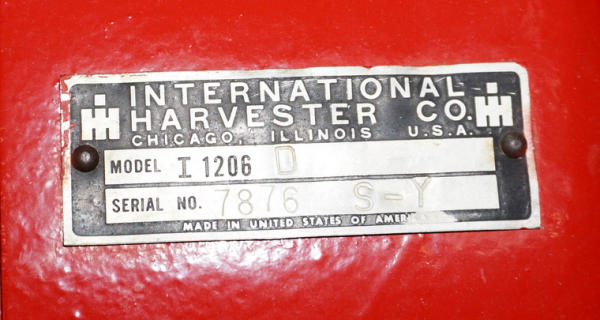 INTERNATIONAL
HARVESTER CO.
CHICAGO, ILLINOIS U.S.A.
MODEL I 1206 D
SERIAL NO. 7876 S-Y
MADE IN UNITED STATES OF AMERICA